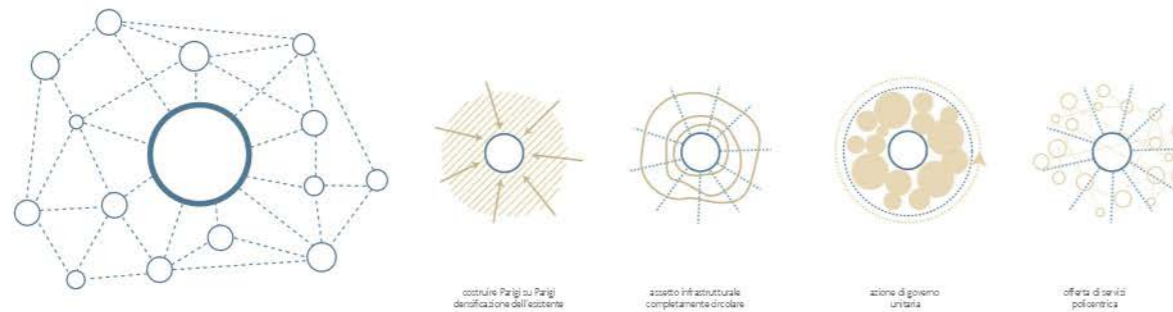 costruire Parigi su Parigi
densificazione dell'esistente
assetto infrastrutturale
completamente circolare
azione di governo
unitaria
offerta di servizi
policentrica